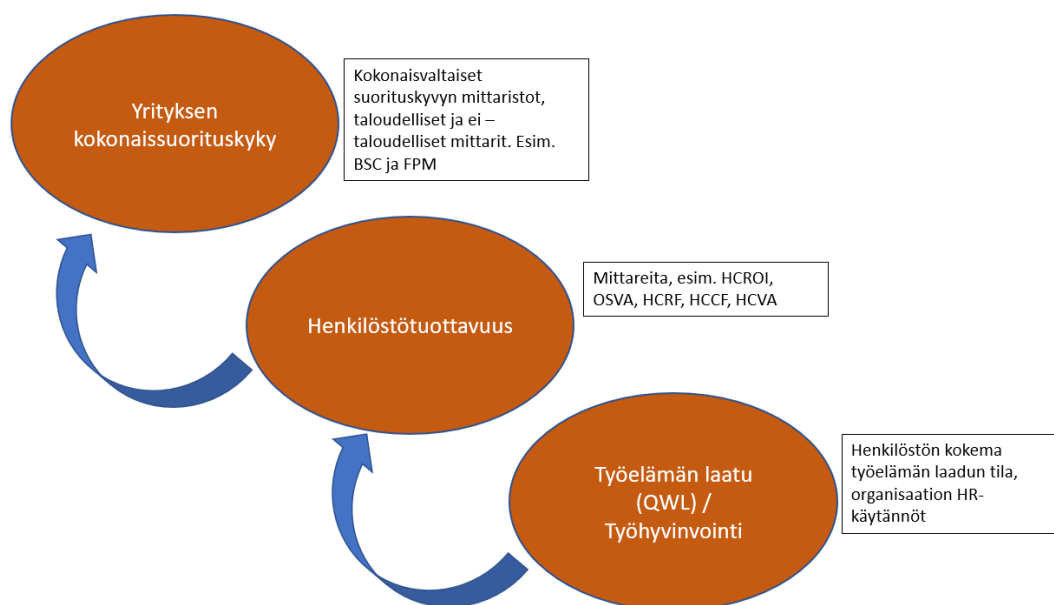 Yrityksen
kokonaissuorituskyky
Kokonaisvaltaiset
suorituskyvyn mittaristot,
taloudelliset ja ei –
taloudelliset mittarit. Esim.
BSC ja FPM
Henkilöstötuottavuus
Mittareita, esim. HCROI,
OSVA, HCRF, HCCF, HCVA
Työelämän laatu
(QWL) /
Työhyvinvointi
Henkilöstön kokema
työelämän laadun tila,
organisaation HR-
käytännöt